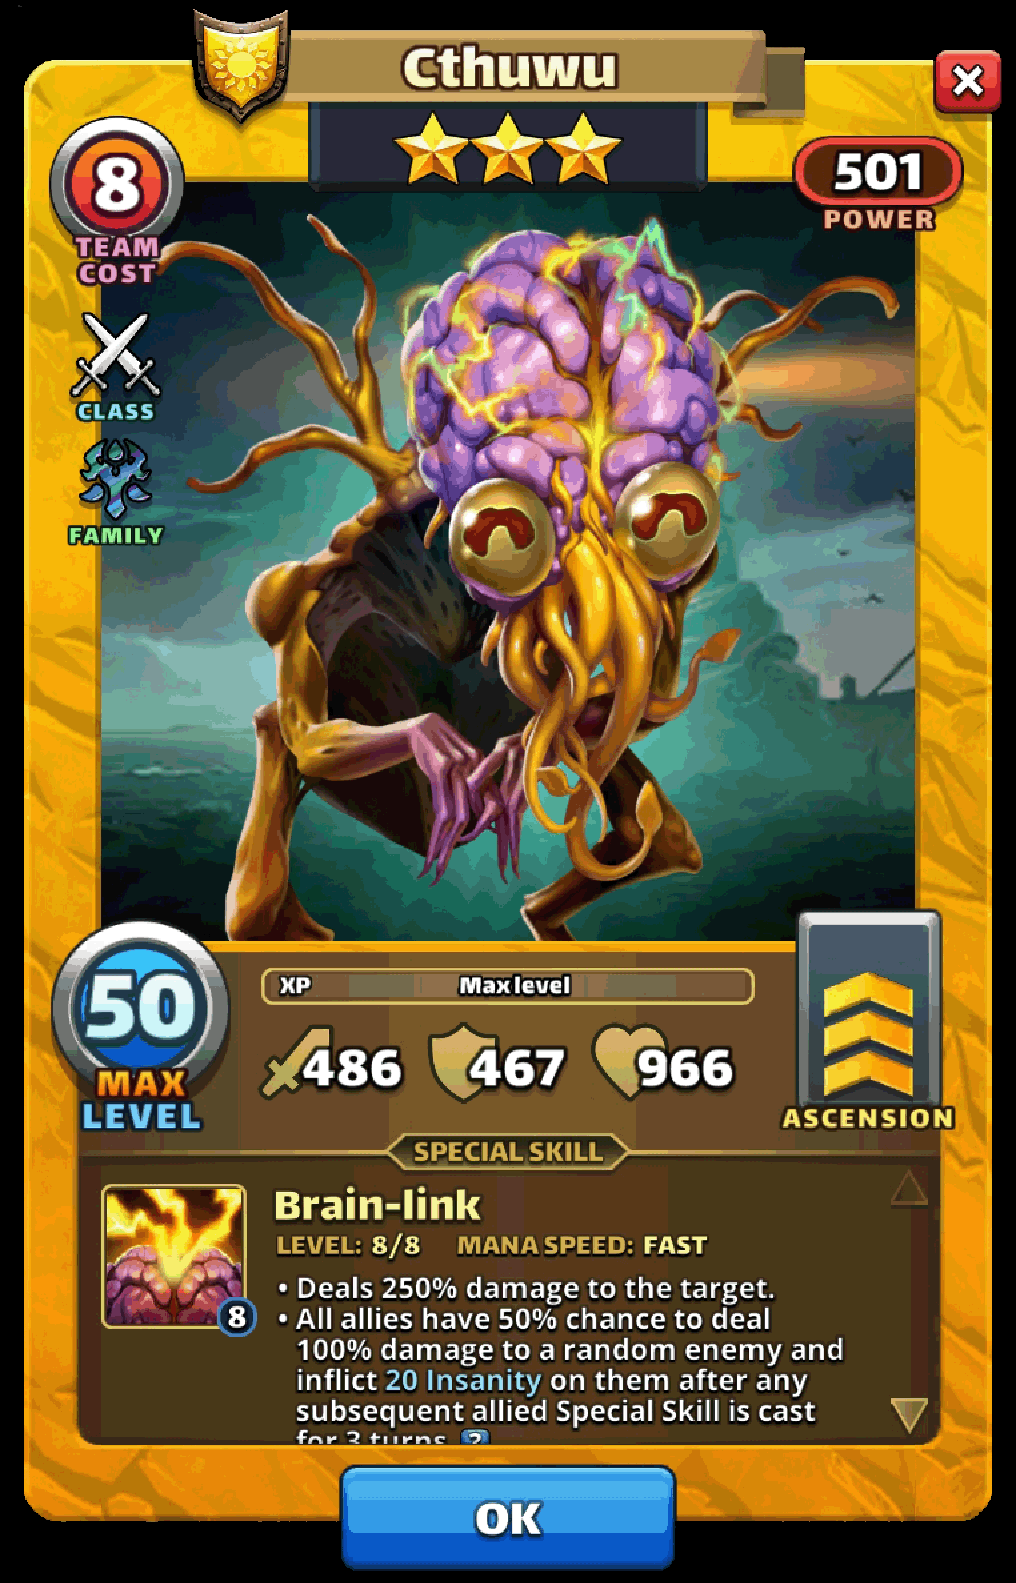 Cthuwu
8
TEAM
COST
501
POWER
CLASS
FAMILY
50
MAX
LEVEL
XP Max level
486 467 966
ASCENSION
SPECIAL SKILL
Brain-link
LEVEL: 8/8 MANA SPEED: FAST
8
• Deals 250% damage to the target.
• All allies have 50% chance to deal
100% damage to a random enemy and
inflict 20 Insanity on them after any
subsequent allied Special Skill is cast
for 3 turns. ?
OK